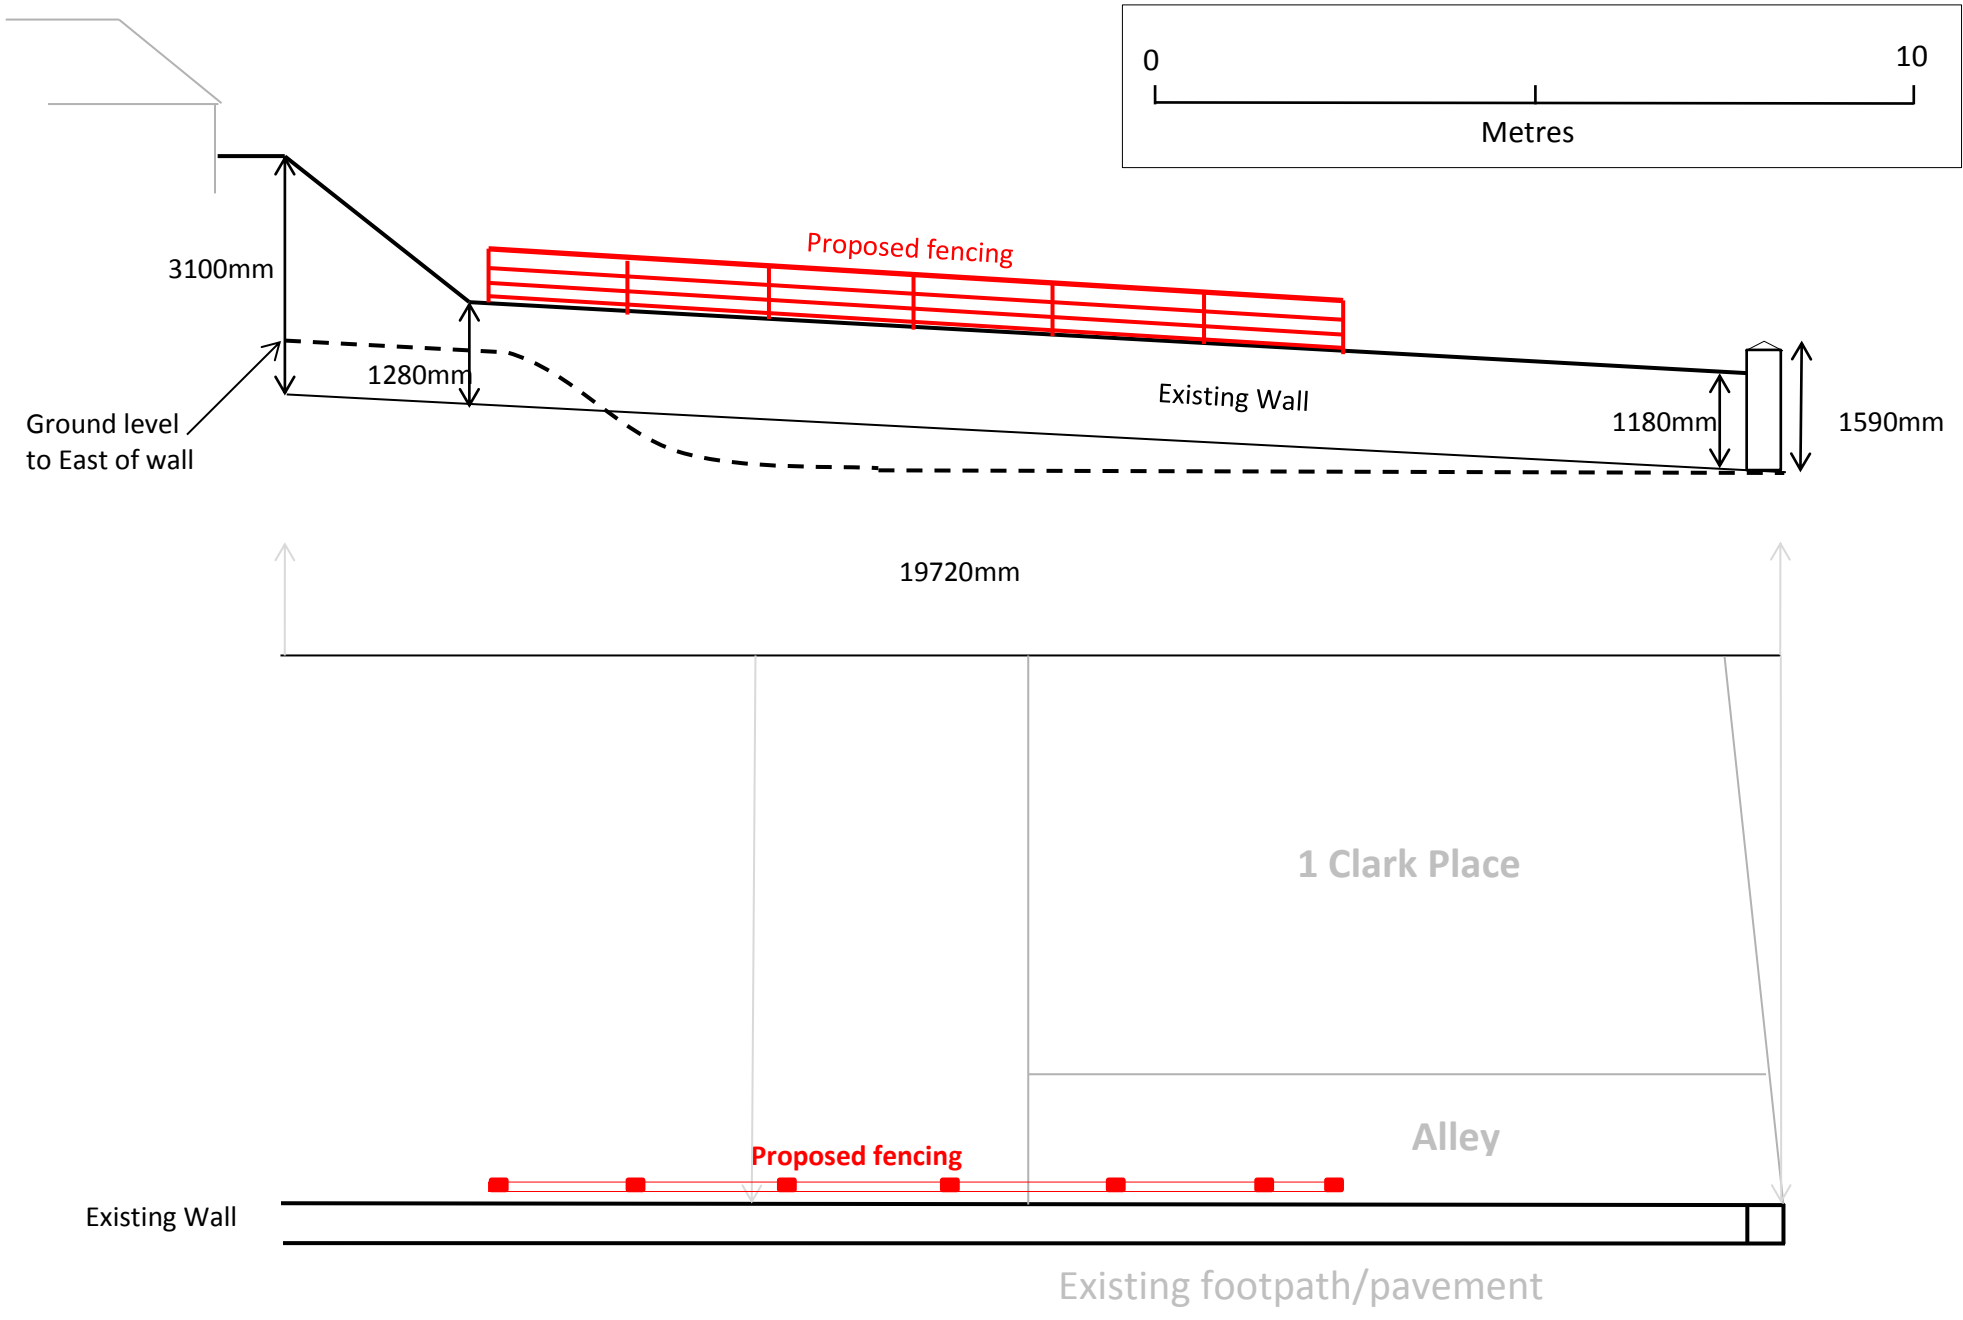 0
10
Metres
Proposed fencing
3100mm
1280mm
Existing Wall
1180mm
1590mm
Ground level
to East of wall
19720mm
1 Clark Place
Alley
Proposed fencing
Existing Wall
Existing footpath/pavement